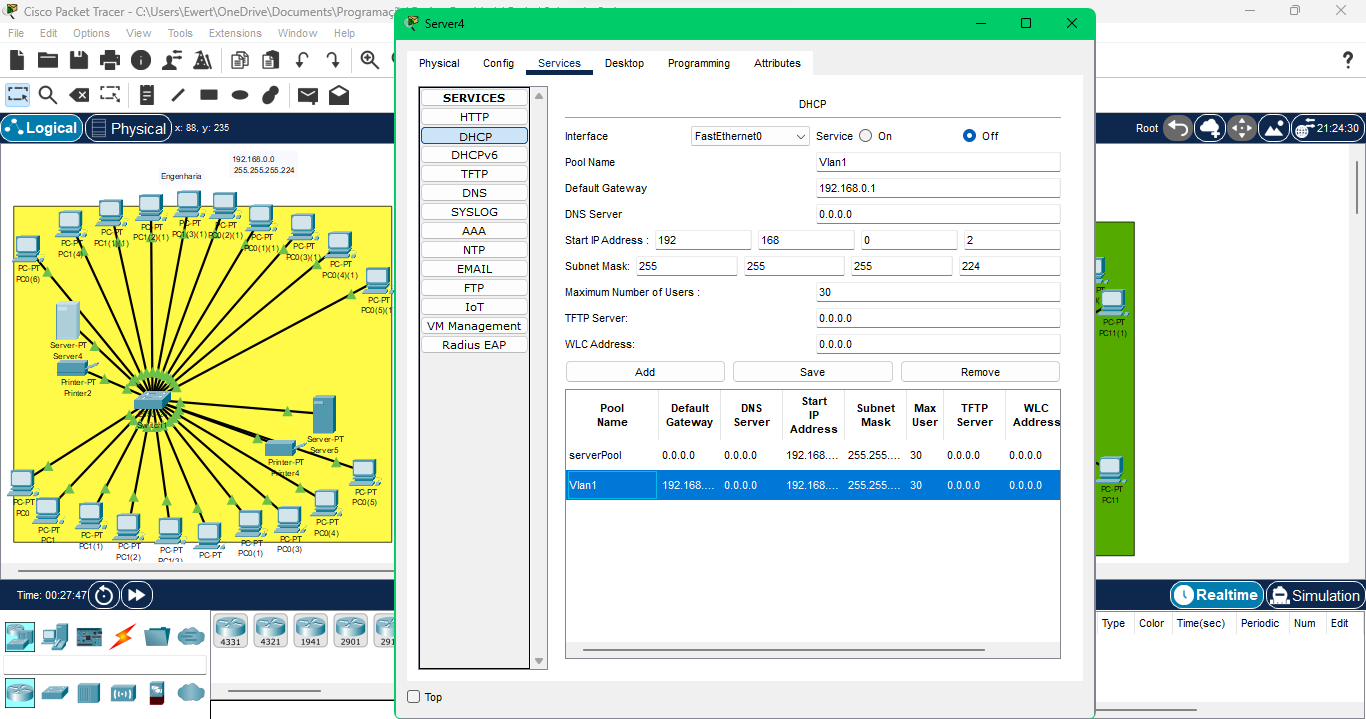 Cisco Packet Tracer - C:\Users\Ewert\OneDrive\Documents\Programaç
Server4
File Edit Options View Tools Extensions Window Help
Physical Config Services Desktop Programming Attributes
Logical Physical x: 88, y: 235
Root 21:24:30
SERVICES
HTTP
DHCP
DHCPv6
TFTP
DNS
SYSLOG
AAA
NTP
EMAIL
FTP
IoT
VM Management
Radius EAP
DHCP
Interface FastEthernet0 Service On Off
Pool Name Vlan1
Default Gateway 192.168.0.1
DNS Server 0.0.0.0
Start IP Address : 192 168 0 2
Subnet Mask: 255 255 255 224
Maximum Number of Users : 30
TFTP Server: 0.0.0.0
WLC Address: 0.0.0.0
Add Save Remove
Pool Name Default Gateway DNS Server Start IP Address Subnet Mask Max User TFTP Server WLC Address
serverPool 0.0.0.0 0.0.0.0 192.168.... 255.255.... 30 0.0.0.0 0.0.0.0
Vlan1 192.168.... 0.0.0.0 192.168.... 255.255.... 30 0.0.0.0 0.0.0.0
Top
192.168.0.0
255.255.255.224
Engenharia
PC-PT
PC0(6)
PC-PT
PC1(4)
PC-PT
PC1(1)(1)
PC-PT
PC1(2)(1)
PC-PT
PC1(3)(1)
PC-PT
PC0(2)(1)
PC-PT
PC0(1)(1)
PC-PT
PC0(3)(1)
PC-PT
PC0(4)(1)
PC-PT
PC0(5)(1
Server-PT
Server4
Printer-PT
Printer2
Server-PT
Server5
Printer-PT
Printer4
PC-PT
PC0
PC-PT
PC1
PC-PT
PC1(1)
PC-PT
PC1(2)
PC-PT
PC1(3)
PC-PT
PC-PT
PC0(1)
PC-PT
PC0(3)
PC-PT
PC0(4)
PC-PT
PC0(5)
PC-PT
PC11(1)
PC-PT
PC11
Time: 00:27:47
Realtime Simulation
4331 4321 1941 2901 291
Type Color Time(sec) Periodic Num Edit